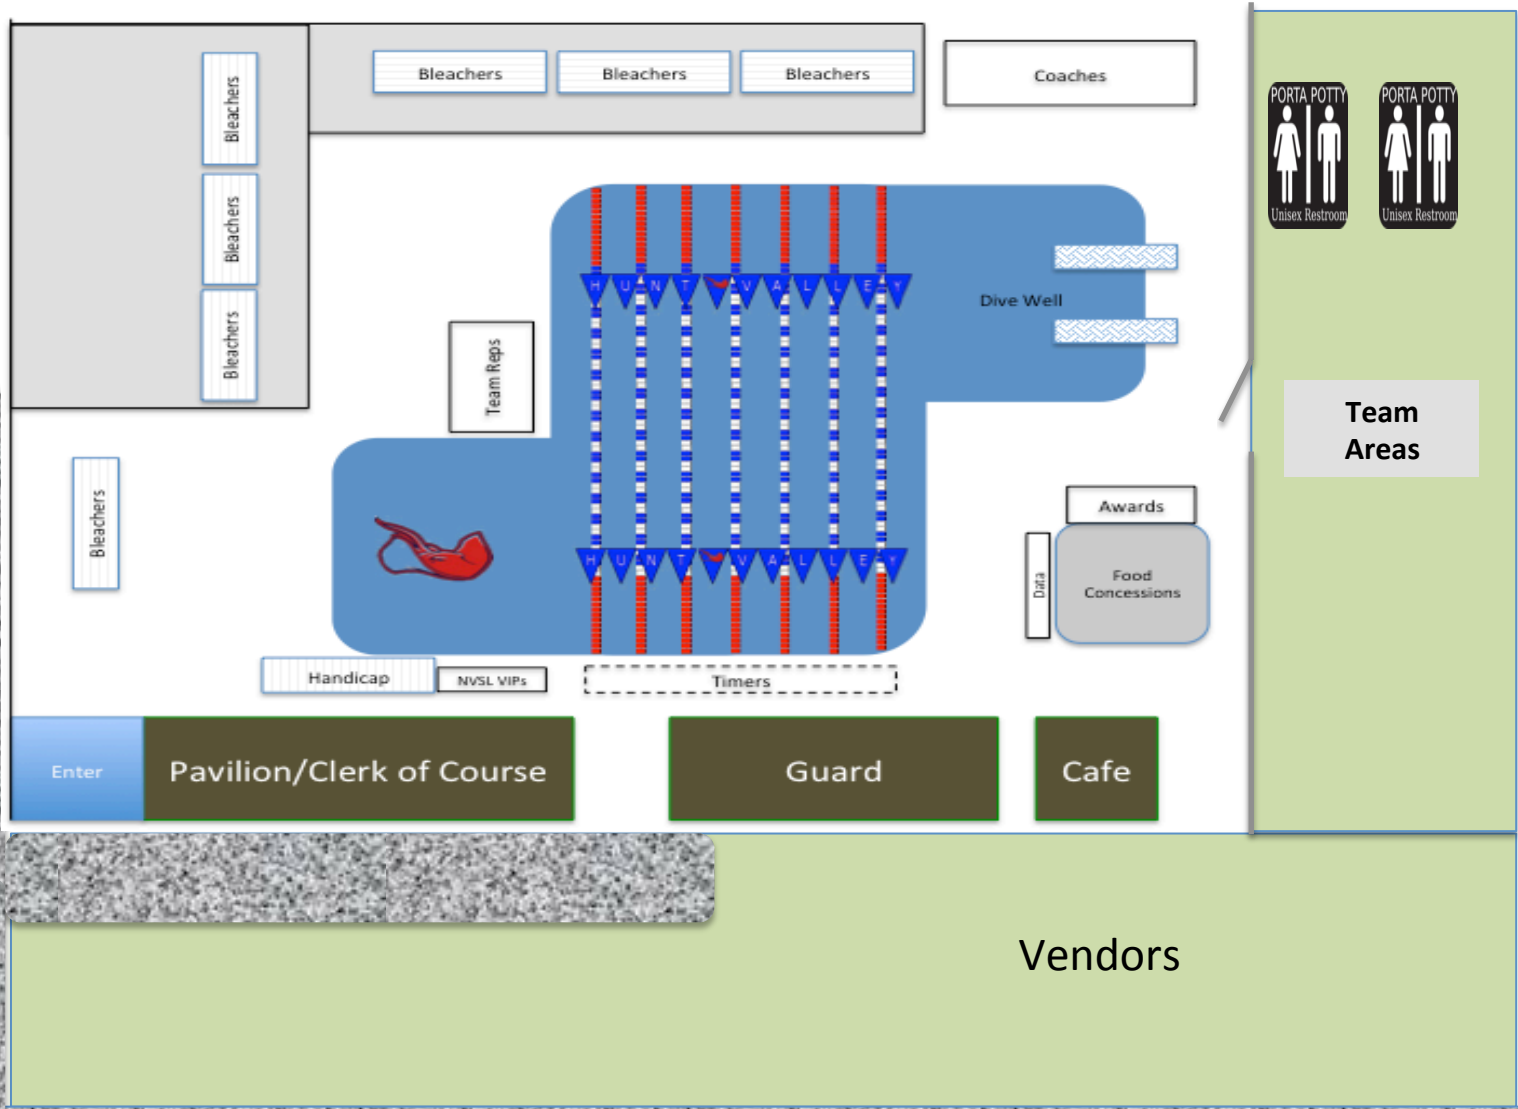 Bleachers
Bleachers
Bleachers
Coaches
Bleachers
Bleachers
Bleachers
PORTA POTTY
Unisex Restroom
PORTA POTTY
Unisex Restroom
H U N T V A L L E Y
Dive Well
Team Reps
Team
Areas
Bleachers
Awards
H U N T V A L L E Y
Data
Food
Concessions
Handicap
NVSL VIPs
Timers
Enter
Pavilion/Clerk of Course
Guard
Cafe
Vendors